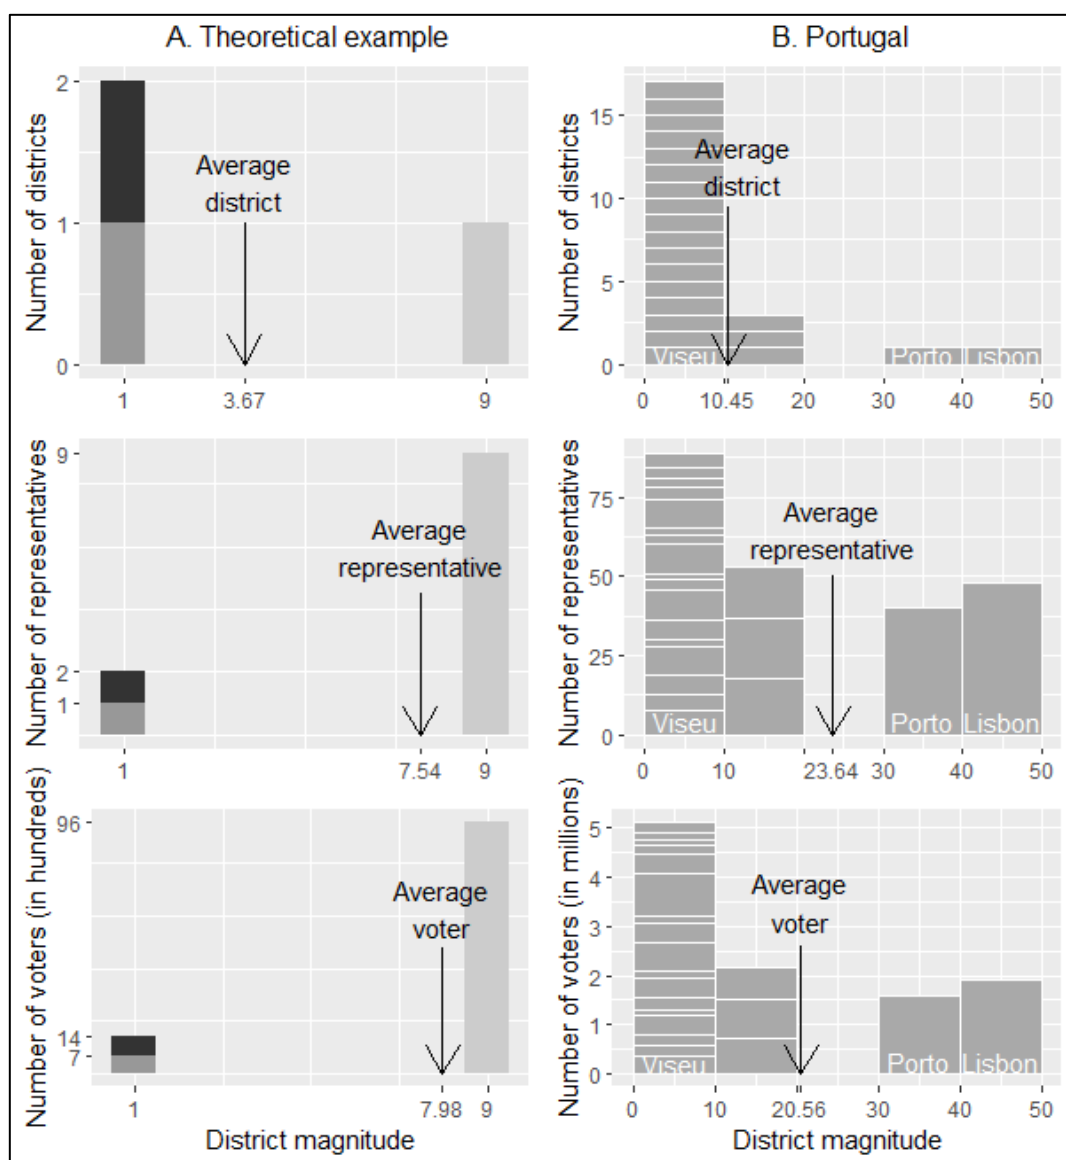 A. Theoretical example
Number of districts
2
1
0
Average
district
1
3.67
9
Number of representatives
9
2
1
Average
representative
1
7.54
9
Number of voters (in hundreds)
96
14
7
Average
voter
1
7.98
9
District magnitude
B. Portugal
Number of districts
15
10
5
0
Average
district
Viseu
Porto
Lisbon
0
10.45
20
30
40
50
Number of representatives
75
50
25
0
Average
representative
Viseu
Porto
Lisbon
0
10
23.64
30
40
50
Number of voters (in millions)
5
4
3
2
1
0
Average
voter
Viseu
Porto
Lisbon
0
10
20.56
30
40
50
District magnitude